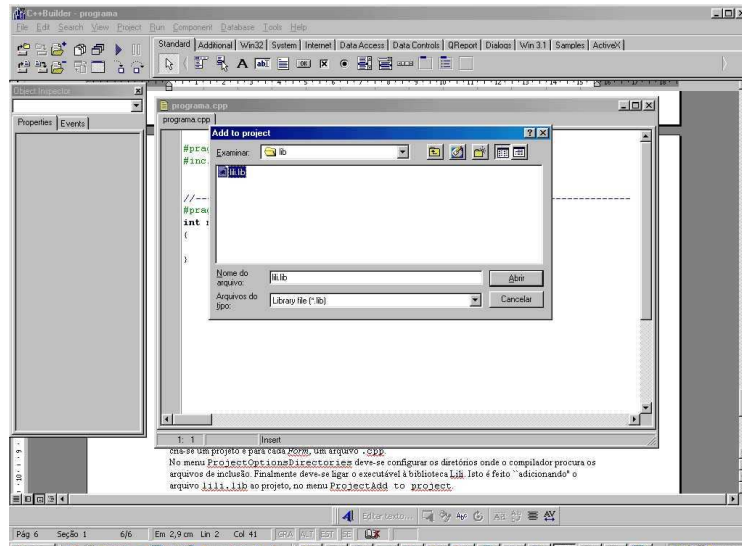 C++Builder - programa
File Edit Search View Project Run Component Database Tools Help
Standard Additional Win32 System Internet Data Access Data Controls QReport Dialogs Win 3.1 Samples ActiveX
Object Inspector
Properties Events
programa.cpp
programa.cpp
Add to project
Examinar: lib
lili.lib
Nome do arquivo: lili.lib
Abrir
Arquivos do tipo: Library file (*.lib)
Cancelar
#pra
#inc
//--
#pra
int
{
}
1: 1 Insert
cria-se um projeto e para cada Form, um arquivo .cpp
No menu ProjectOptionsDirectories deve-se configurar os diretórios onde o compilador procura os
arquivos de inclusão. Finalmente deve-se ligar o executável à biblioteca Lili. Isto é feito ``adicionando'' o
arquivo lili.lib ao projeto, no menu ProjectAdd to project.
Editar texto...
Pág 6 Seção 1 6/6 Em 2,9 cm Lin 2 Col 41 GRA ALT EST SE